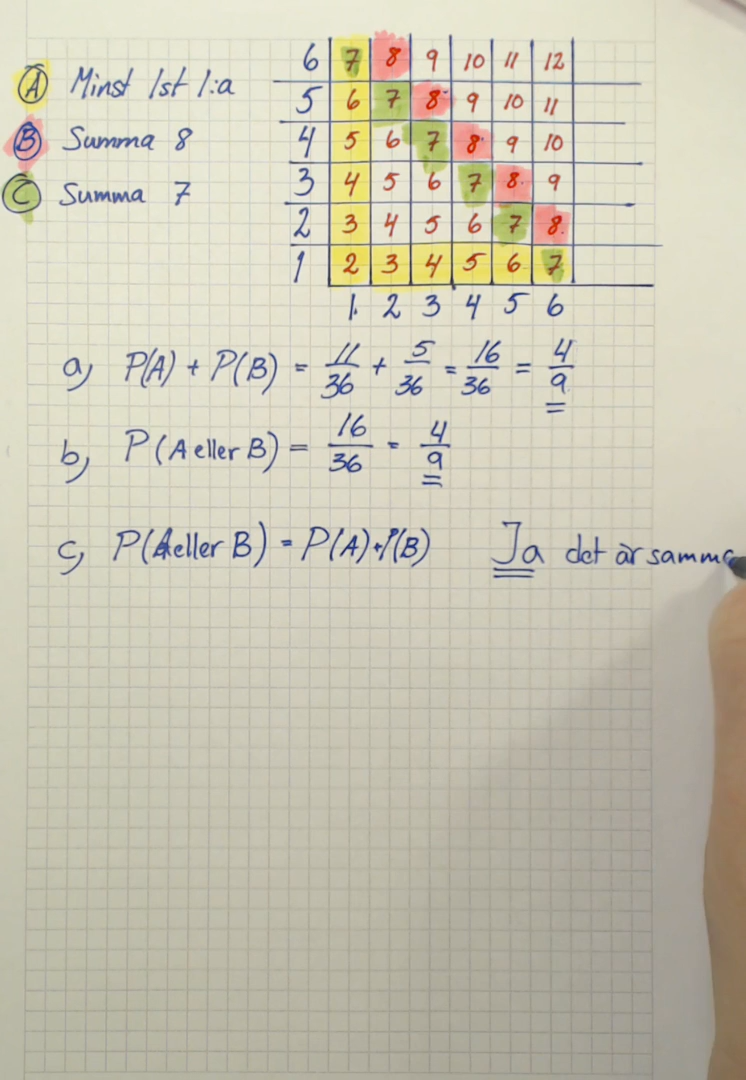 A Minst 1st 1:a
B Summa 8
C Summa 7
6 7 8 9 10 11 12
5 6 7 8 9 10 11
4 5 6 7 8 9 10
3 4 5 6 7 8 9
2 3 4 5 6 7 8
1 2 3 4 5 6 7
1 2 3 4 5 6
a) P(A) + P(B) = 11/36 + 5/36 = 16/36 = 4/9
b) P(A eller B) = 16/36 = 4/9
c) P(A eller B) = P(A)+P(B) Ja det är samma